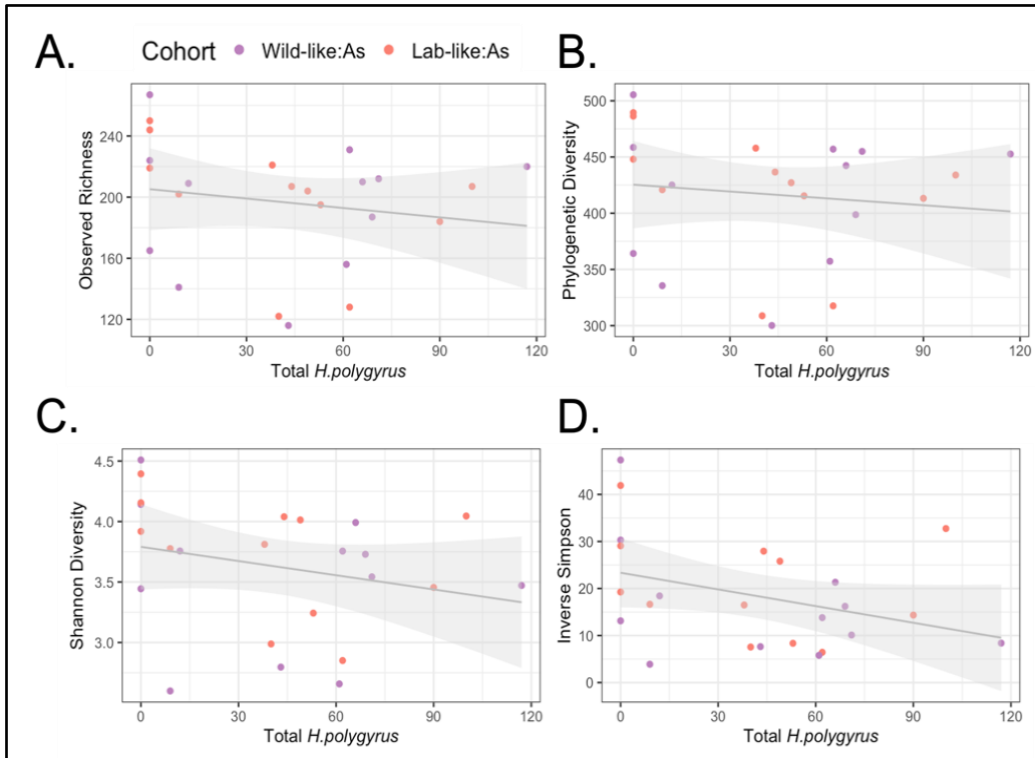 A.
Cohort Wild-like:As Lab-like:As
B.
Observed Richness
240
200
160
120
0 30 60 90 120
Total H.polygyrus
Phylogenetic Diversity
500
450
400
350
300
0 30 60 90 120
Total H.polygyrus
C.
D.
Shannon Diversity
4.5
4.0
3.5
3.0
0 30 60 90 120
Total H.polygyrus
Inverse Simpson
40
30
20
10
0
0 30 60 90 120
Total H.polygyrus